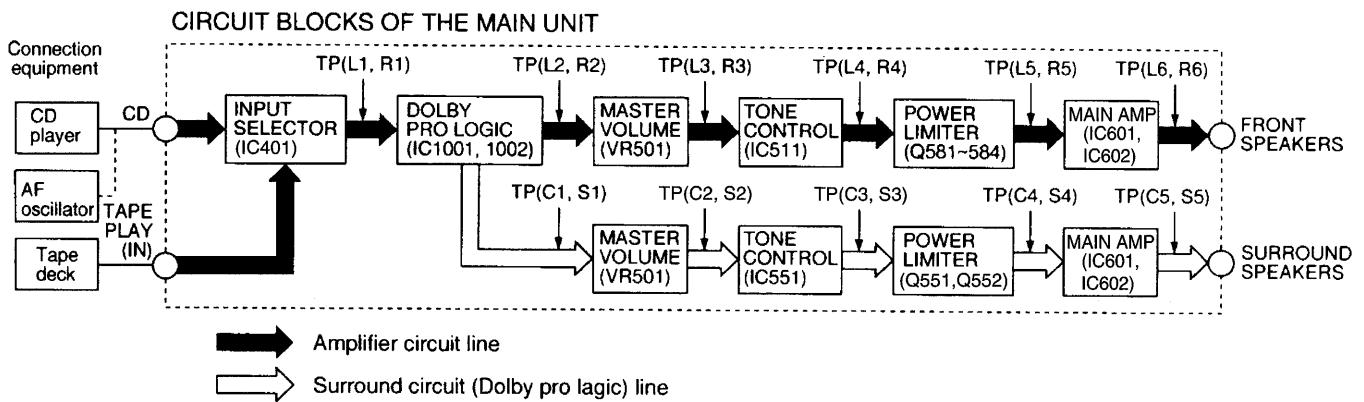 CIRCUIT BLOCKS OF THE MAIN UNIT
Connection
equipment
TP(L1, R1)
TP(L2, R2)
TP(L3, R3)
TP(L4, R4)
TP(L5, R5)
TP(L6, R6)
CD
player
CD
INPUT
SELECTOR
(IC401)
DOLBY
PRO LOGIC
(IC1001, 1002)
MASTER
VOLUME
(VR501)
TONE
CONTROL
(IC511)
POWER
LIMITER
(Q581~584)
MAIN AMP
(IC601,
IC602)
FRONT
SPEAKERS
AF
oscillator
TAPE
PLAY
(IN)
Tape
deck
TP(C1, S1)
TP(C2, S2)
TP(C3, S3)
TP(C4, S4)
TP(C5, S5)
MASTER
VOLUME
(VR501)
TONE
CONTROL
(IC551)
POWER
LIMITER
(Q551,Q552)
MAIN AMP
(IC601,
IC602)
SURROUND
SPEAKERS
Amplifier circuit line
Surround circuit (Dolby pro lagic) line